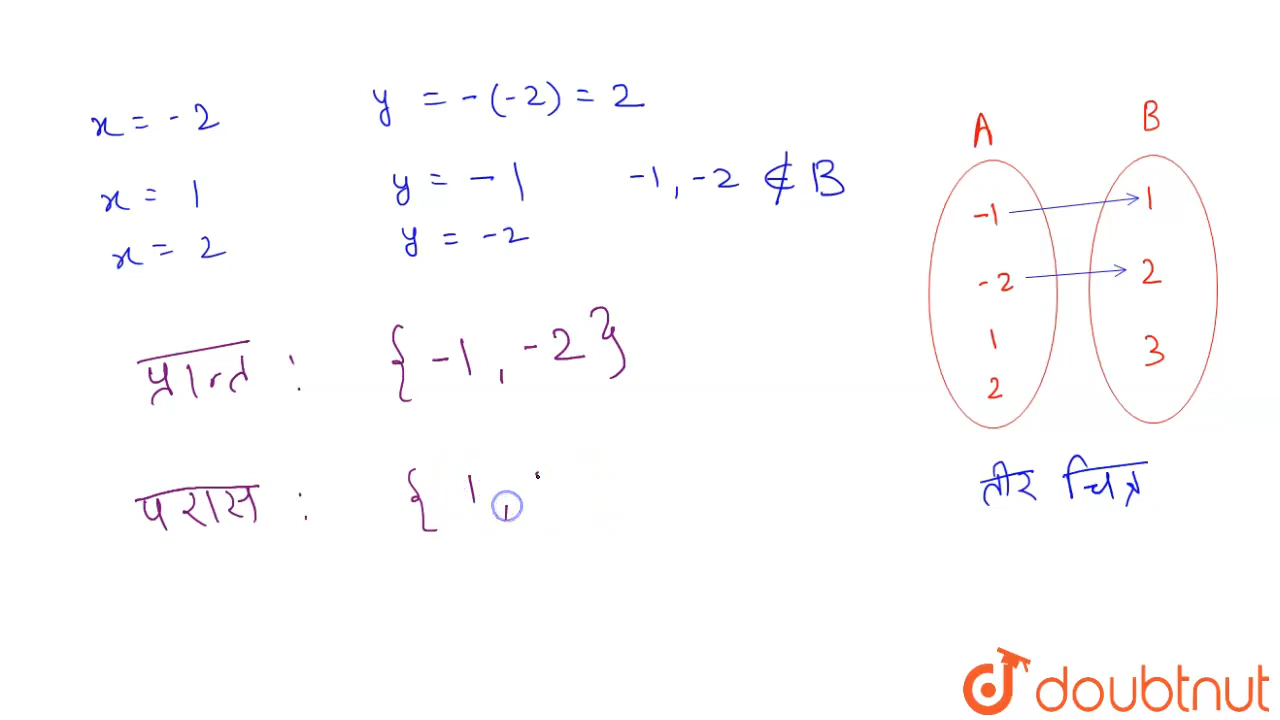 x = -2 y = -(-2) = 2
x = 1 y = -1 -1, -2 ∉ B
x = 2 y = -2
प्रान्त : {-1, -2}
परास : { 1,
A B
-1 1
-2 2
1 3
2
तीर चित्र
doubtnut